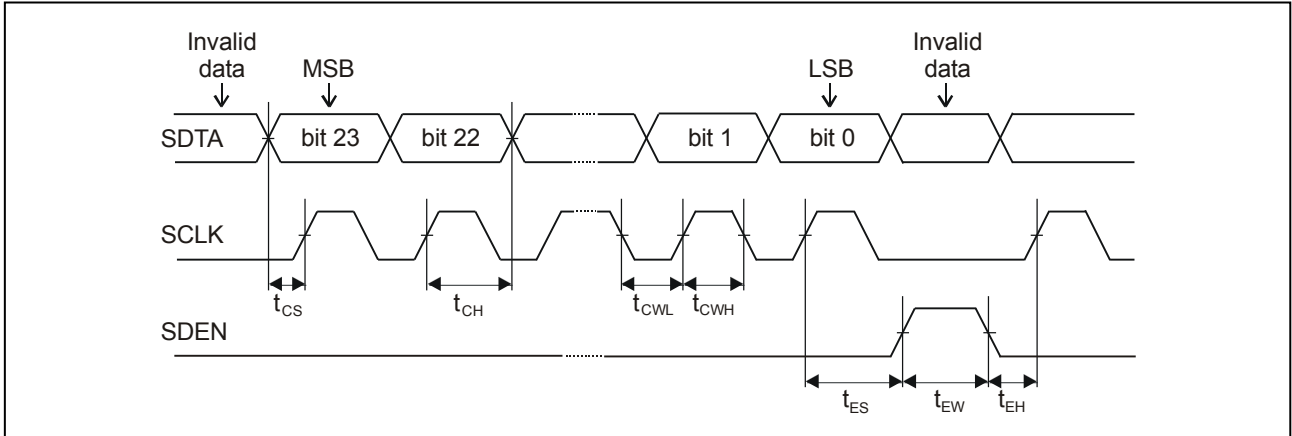 Invalid data
MSB
LSB
Invalid data
SDTA
bit 23
bit 22
bit 1
bit 0
SCLK
tCS
tCH
tCWL
tCWH
SDEN
tES
tEW
tEH